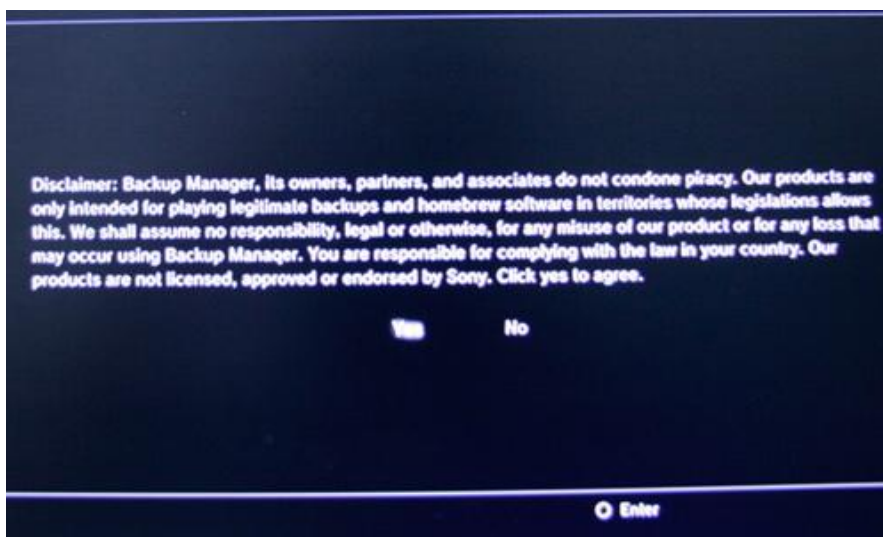 Disclaimer: Backup Manager, its owners, partners, and associates do not condone piracy. Our products are
only intended for playing legitimate backups and homebrew software in territories whose legislations allows
this. We shall assume no responsibility, legal or otherwise, for any misuse of our product or for any loss that
may occur using Backup Manager. You are responsible for complying with the law in your country. Our
products are not licensed, approved or endorsed by Sony. Click yes to agree.
Yes No
Enter